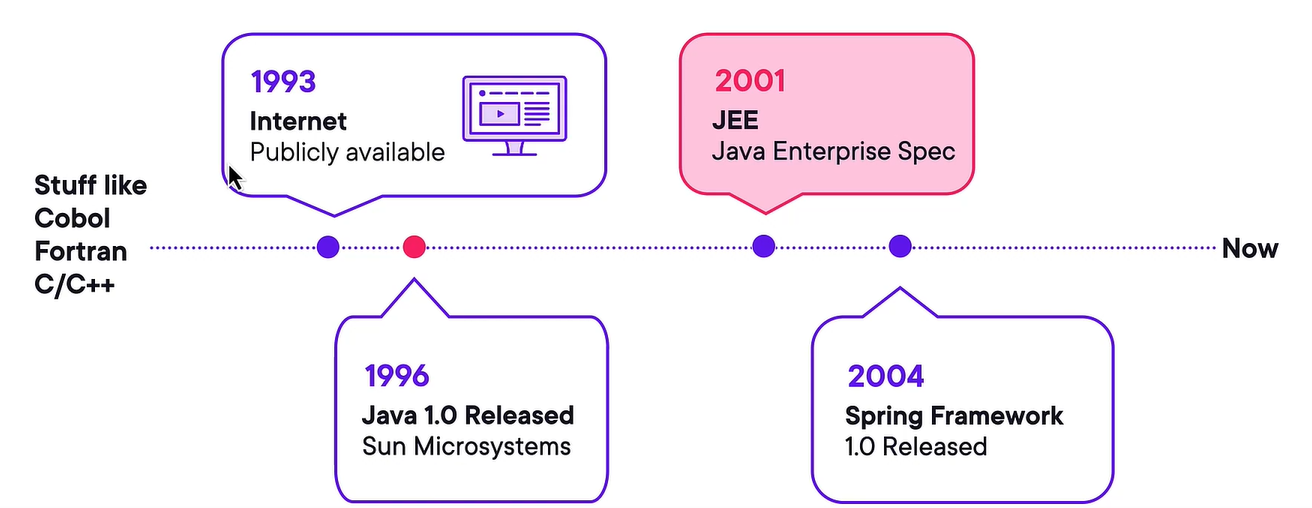 Stuff like
Cobol
Fortran
C/C++
1993
Internet
Publicly available
1996
Java 1.0 Released
Sun Microsystems
2001
JEE
Java Enterprise Spec
2004
Spring Framework
1.0 Released
Now